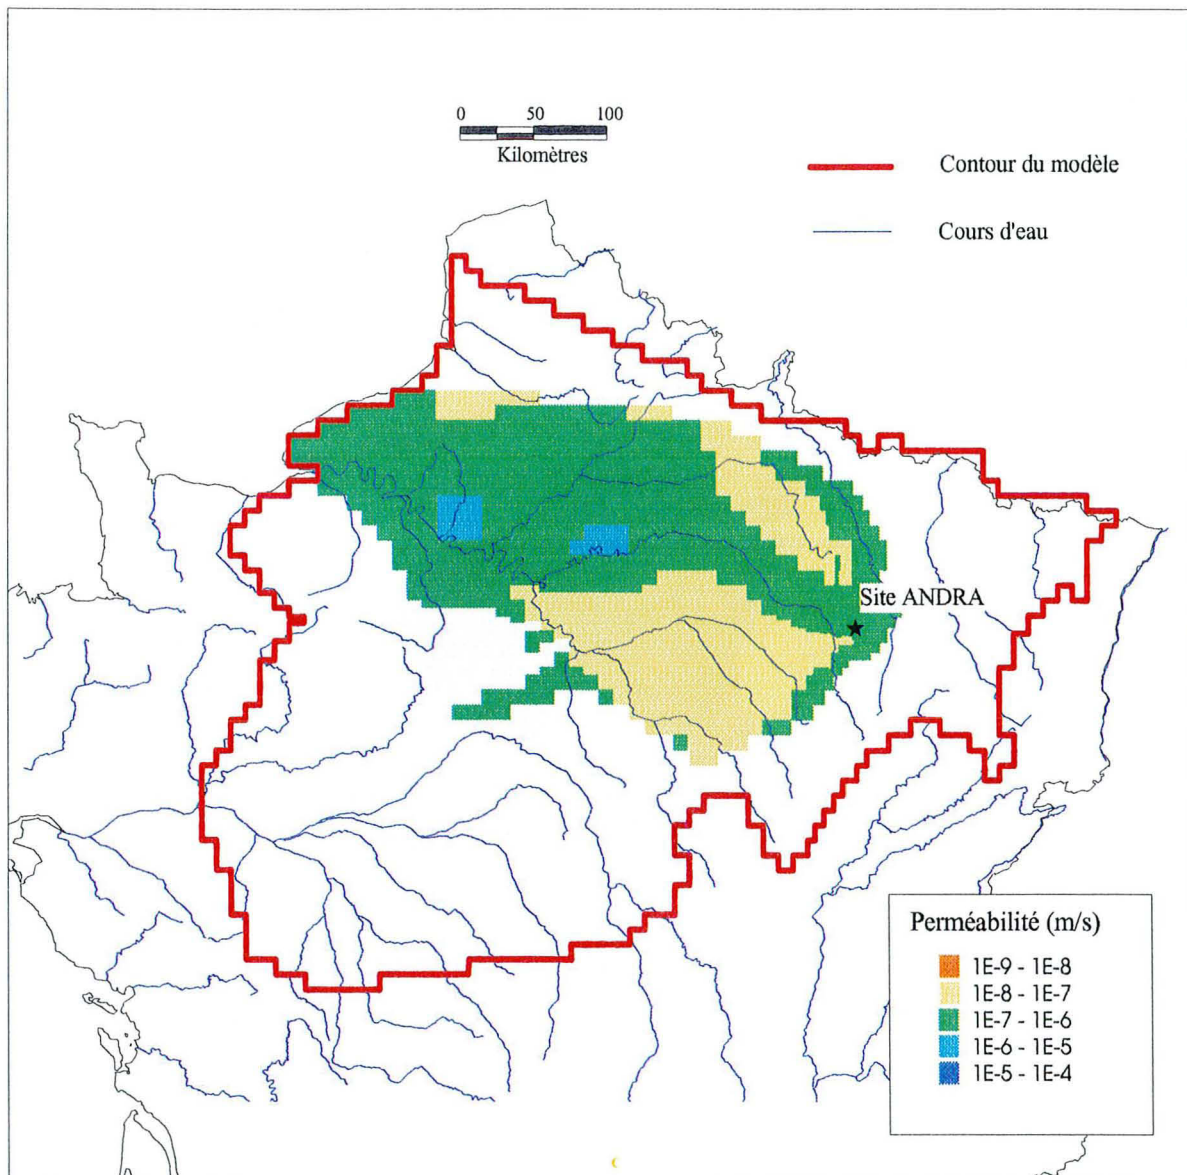 0 50 100
Kilomètres
Contour du modèle
Cours d'eau
Site ANDRA
Perméabilité (m/s)
1E-9 - 1E-8
1E-8 - 1E-7
1E-7 - 1E-6
1E-6 - 1E-5
1E-5 - 1E-4